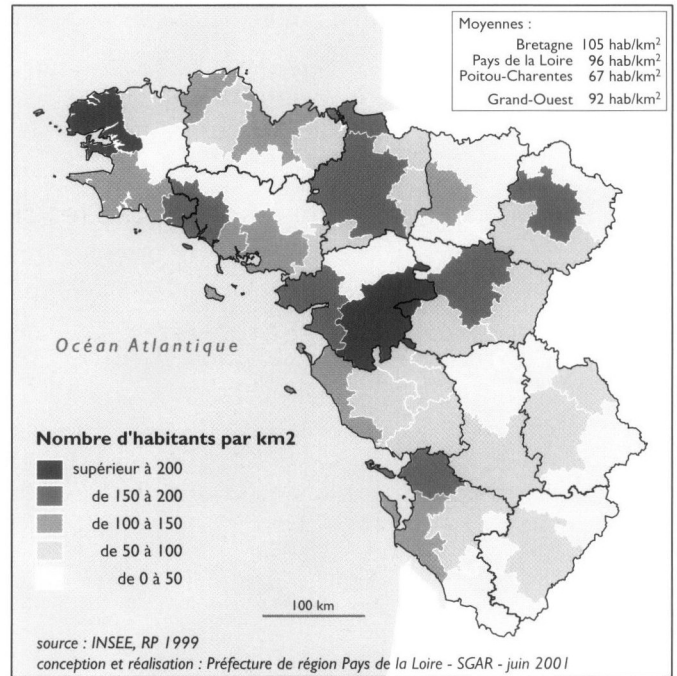 Moyennes :
Bretagne 105 hab/km²
Pays de la Loire 96 hab/km²
Poitou-Charentes 67 hab/km²
Grand-Ouest 92 hab/km²
Océan Atlantique
Nombre d'habitants par km2
supérieur à 200
de 150 à 200
de 100 à 150
de 50 à 100
de 0 à 50
100 km
source : INSEE, RP 1999
conception et réalisation : Préfecture de région Pays de la Loire - SGAR - juin 2001